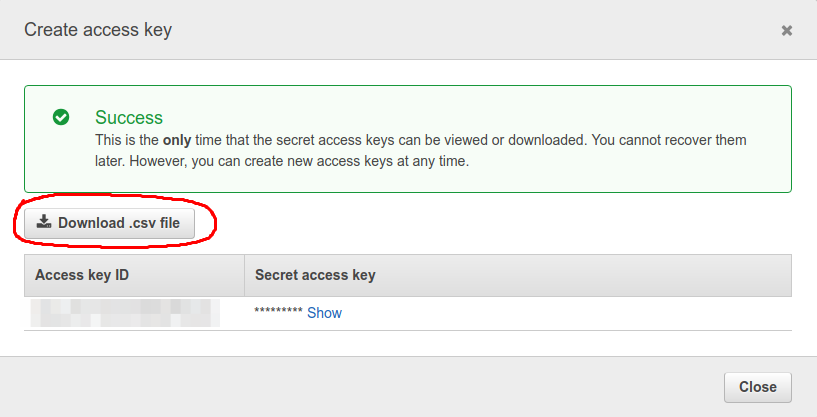 Create access key
Success
This is the only time that the secret access keys can be viewed or downloaded. You cannot recover them
later. However, you can create new access keys at any time.
Download .csv file
Access key ID Secret access key
********* Show
Close